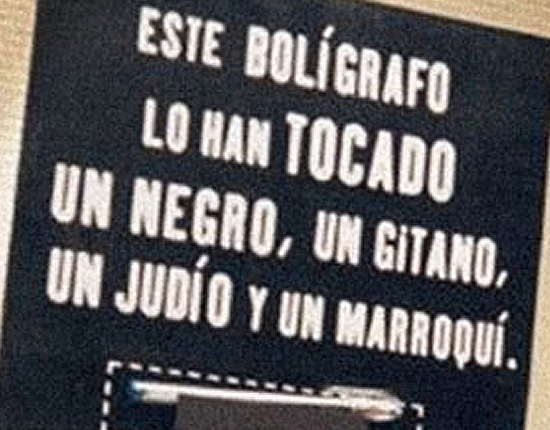 ESTE BOLÍGRAFO
LO HAN TOCADO
UN NEGRO, UN GiTANO,
UN JUDÍO Y UN MARROQUÍ.